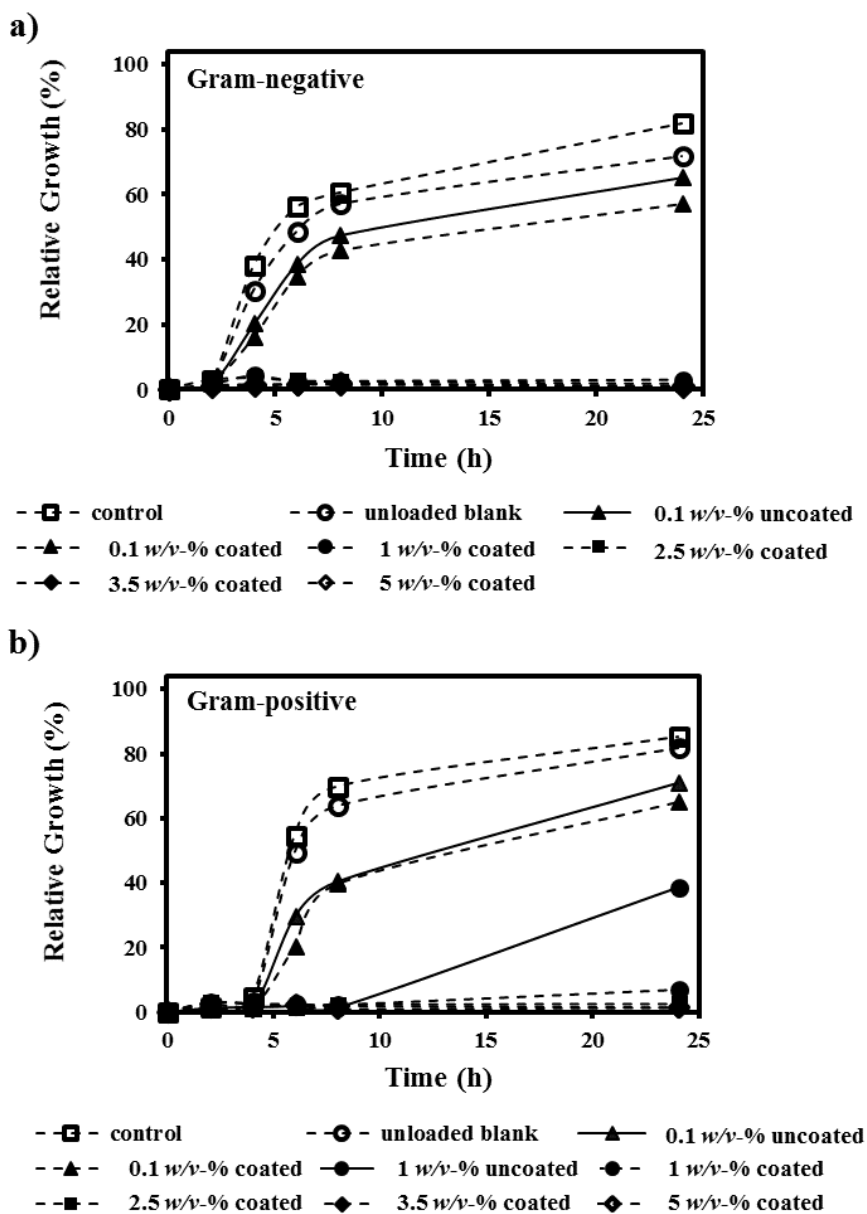 a)
Gram-negative
Relative Growth (%)
100
80
60
40
20
0
0 5 10 15 20 25
Time (h)
control unloaded blank 0.1 w/v-% uncoated
0.1 w/v-% coated 1 w/v-% coated 2.5 w/v-% coated
3.5 w/v-% coated 5 w/v-% coated
b)
Gram-positive
Relative Growth (%)
100
80
60
40
20
0
0 5 10 15 20 25
Time (h)
control unloaded blank 0.1 w/v-% uncoated
0.1 w/v-% coated 1 w/v-% uncoated 1 w/v-% coated
2.5 w/v-% coated 3.5 w/v-% coated 5 w/v-% coated